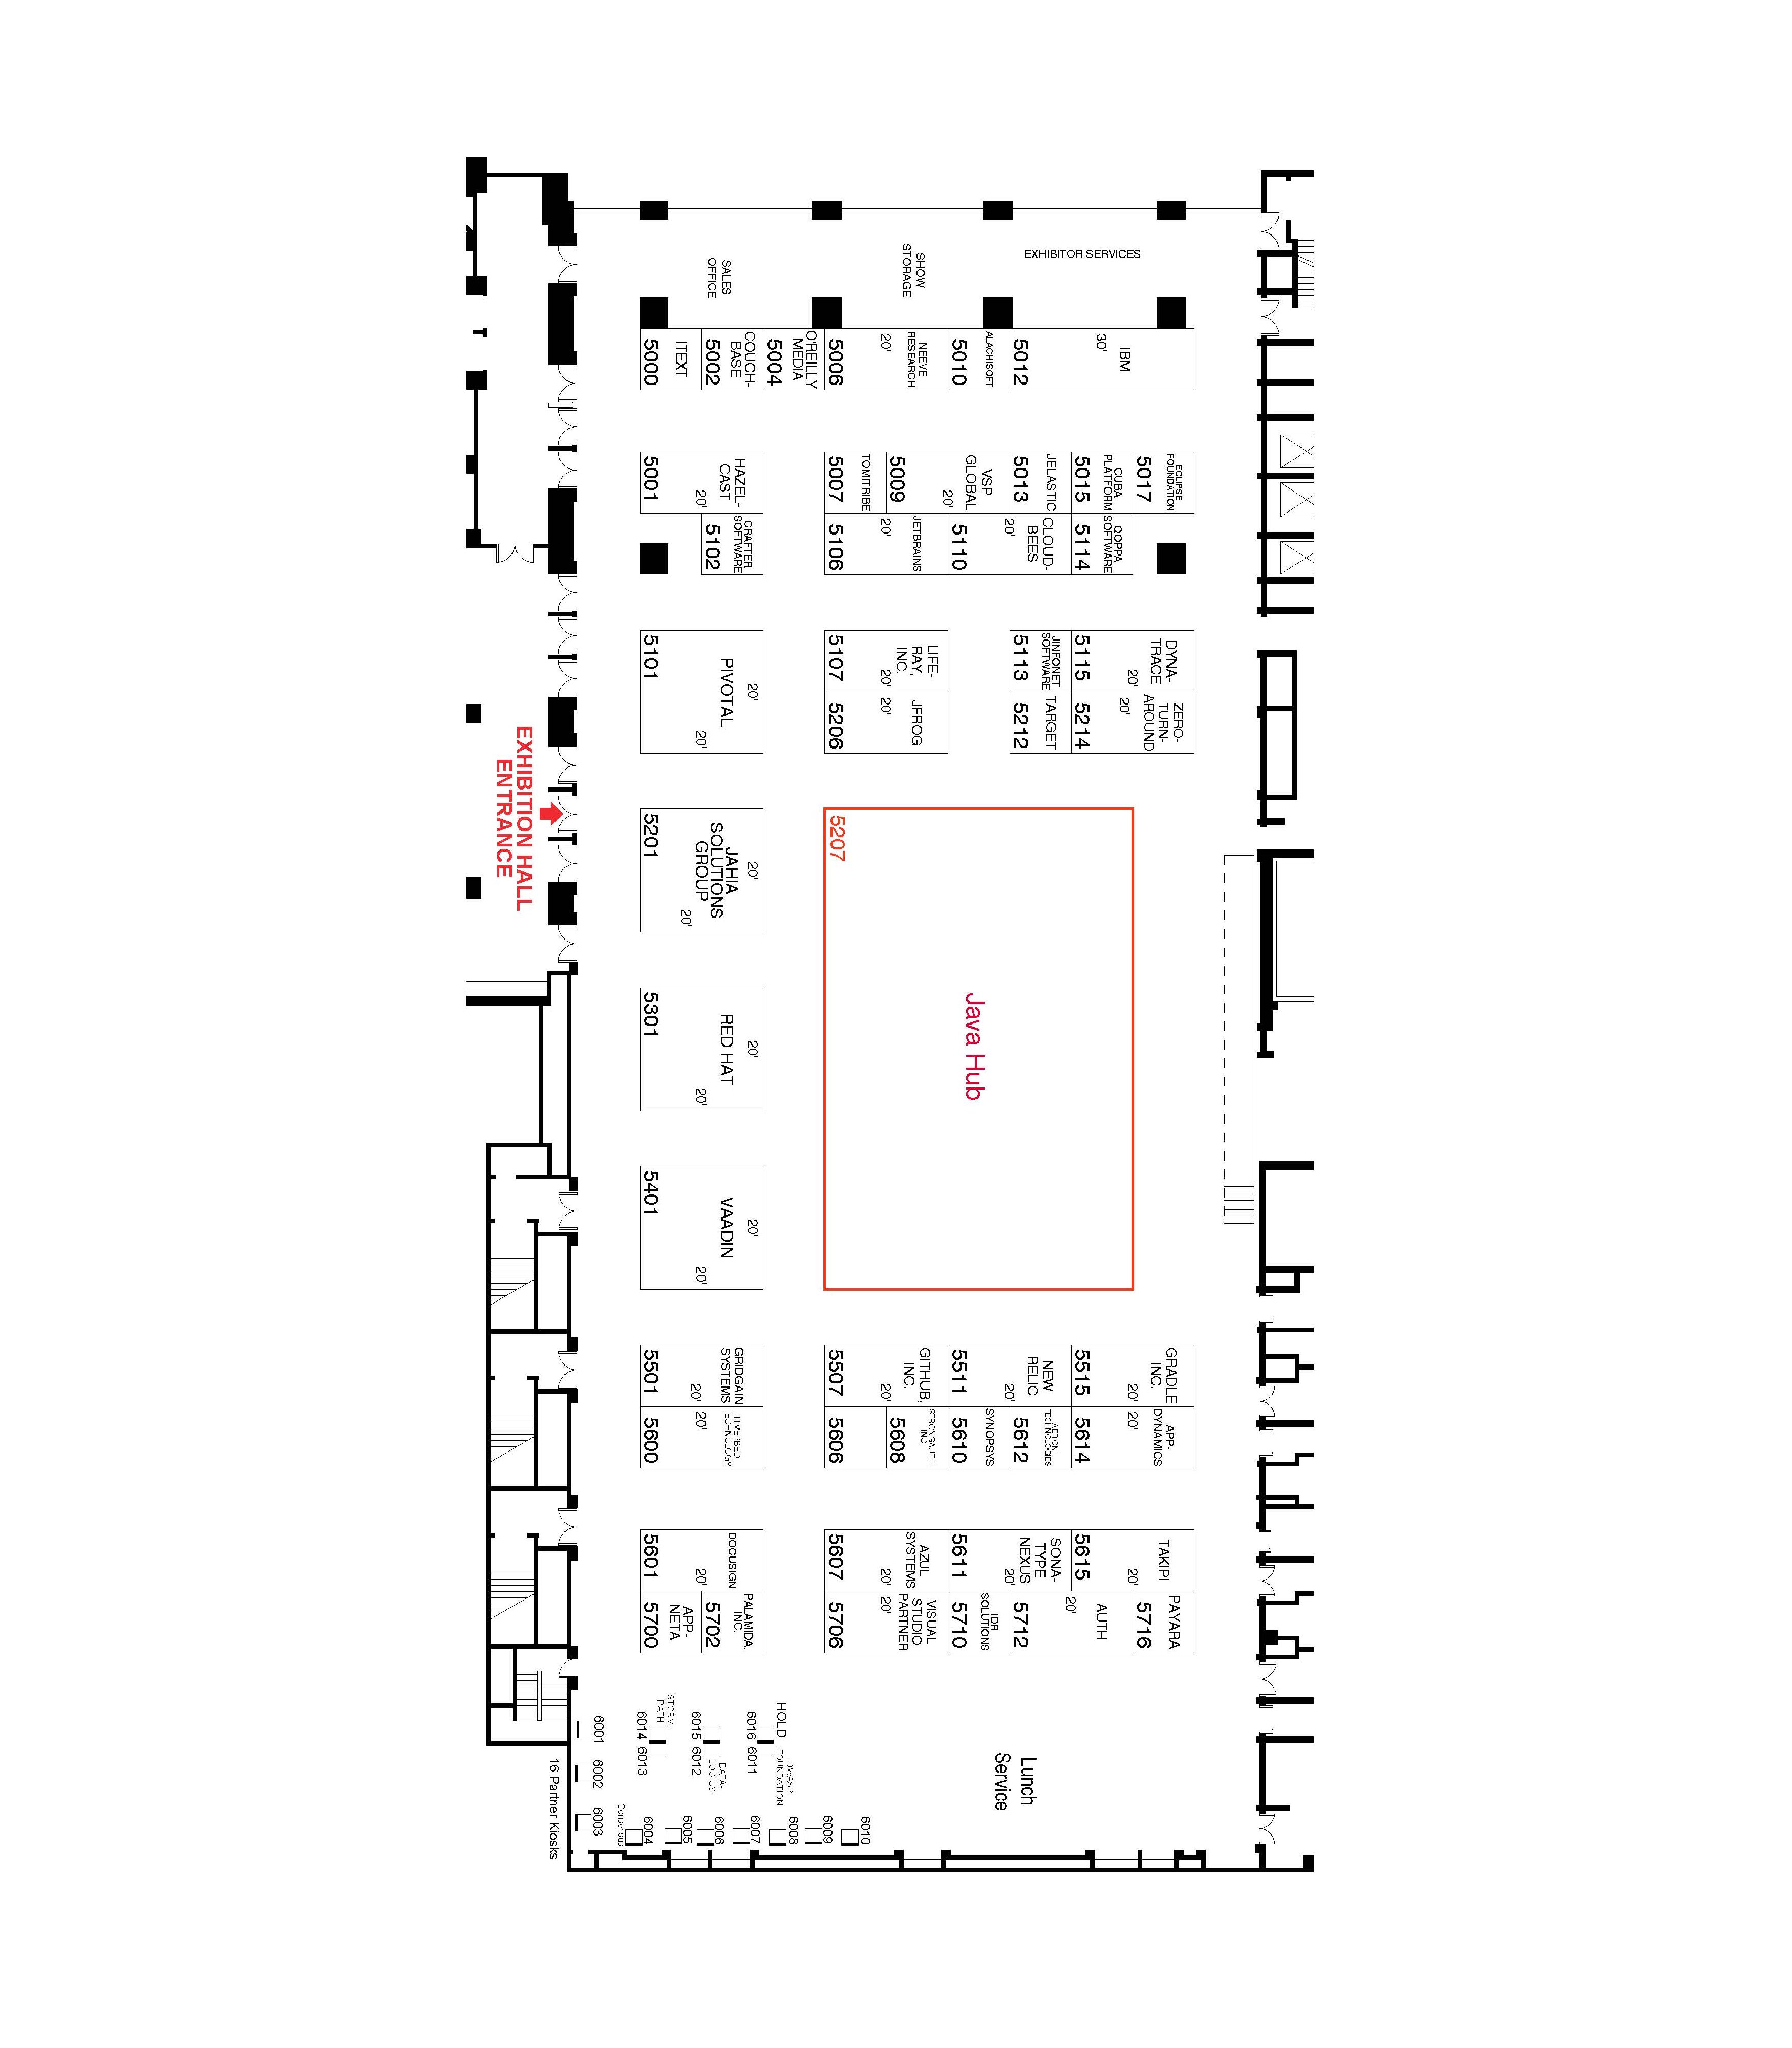 EXHIBITOR SERVICES
SHOW
STORAGE
SALES
OFFICE
ITEXT
5000
COUCH-
BASE
5002
O'REILLY
MEDIA
5004
NEEVE
RESEARCH
20'
5006
ALACHISOFT
5010
IBM
30'
5012
HAZEL-
CAST
20'
5001
CRAFTER
SOFTWARE
5102
TOMITRIBE
5007
VSP
GLOBAL
20'
5009
JELASTIC
5013
CUBA
PLATFORM
5015
ECLIPSE
FOUNDATION
5017
JETBRAINS
20'
5106
CLOUD-
BEES
20'
5110
QOPPA
SOFTWARE
5114
PIVOTAL
20'
20'
5101
LIFE-
RAY,
INC.
20'
5107
JFROG
20'
5206
JINFONET
SOFTWARE
5113
TARGET
5212
DYNA-
TRACE
20'
5115
ZERO-
TURN-
AROUND
20'
5214
EXHIBITION HALL
ENTRANCE
JAHIA
SOLUTIONS
GROUP
20'
20'
5201
5207
Java Hub
RED HAT
20'
20'
5301
VAADIN
20'
20'
5401
GRIDGAIN
SYSTEMS
20'
5501
RIVERBED
TECHNOLOGY
20'
5600
GITHUB,
INC.
20'
5507
5606
STRONGAUTH,
INC.
5608
NEW
RELIC
20'
5511
SYNOPSYS
5610
AERION
TECHNOLOGIES
5612
GRADLE
INC.
20'
5515
APP-
DYNAMICS
20'
5614
DOCUSIGN
20'
5601
APP-
NETA
5700
PALAMIDA,
INC.
5702
AZUL
SYSTEMS
20'
5607
VISUAL
STUDIO
PARTNER
20'
5706
SONA-
TYPE
NEXUS
20'
5611
IDR
SOLUTIONS
5710
TAKIPI
20'
5615
AUTH
20'
5712
PAYARA
5716
STORM-
PATH
6014 6013
6015 6012
DATA-
LOGICS
HOLD
6016 6011
OWASP
FOUNDATION
Lunch
Service
6001
6002
6003
16 Partner Kiosks
Consensus
6004
6005
6006
6007
6008
6009
6010